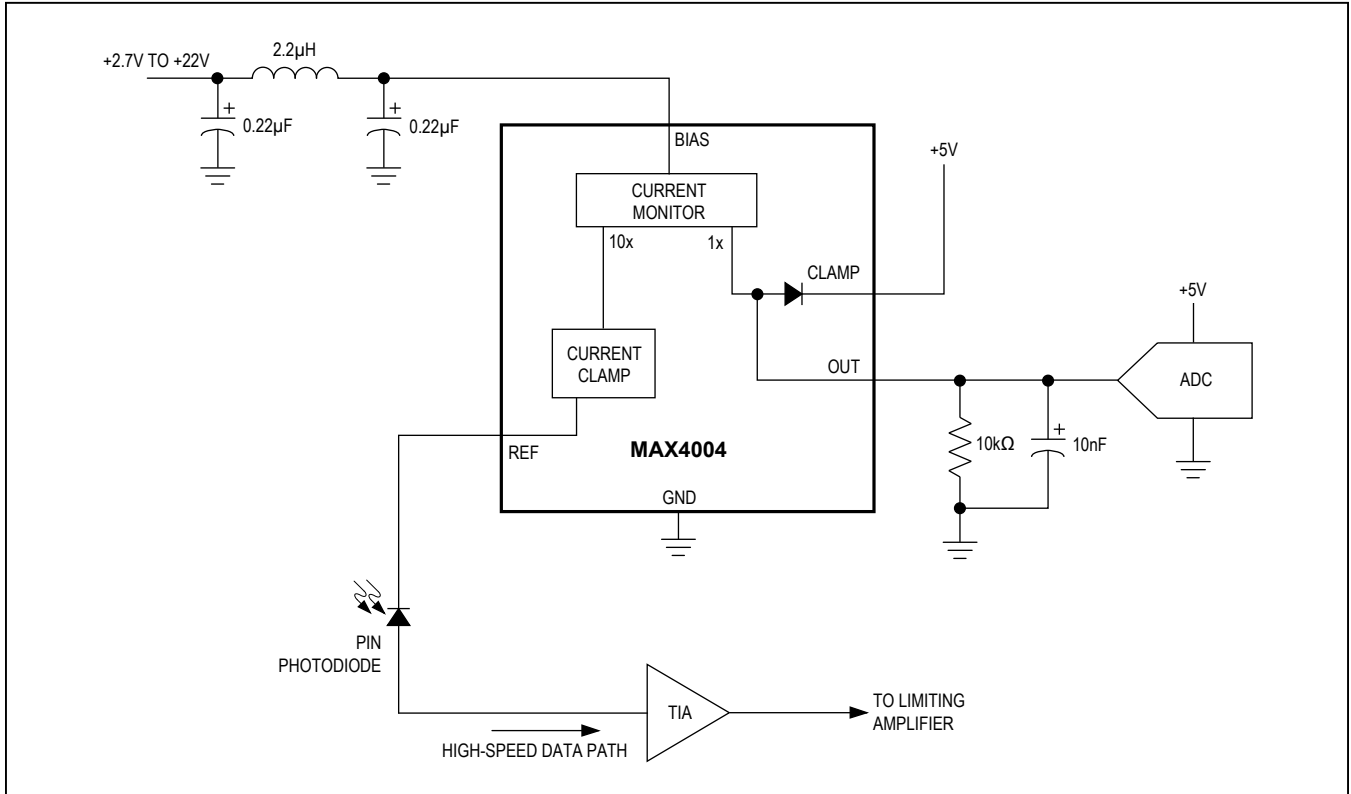 +2.7V TO +22V
2.2µH
+
0.22µF
+
0.22µF
BIAS
+5V
CURRENT
MONITOR
10x
1x
CLAMP
+5V
CURRENT
CLAMP
OUT
ADC
REF
MAX4004
10kΩ
+
10nF
GND
PIN
PHOTODIODE
TIA
TO LIMITING
AMPLIFIER
HIGH-SPEED DATA PATH